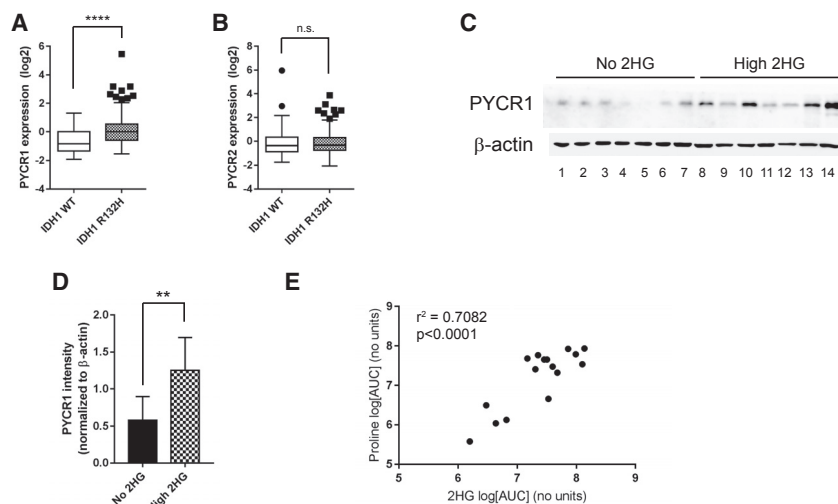 A
****
PYCR1 expression (log2)
6
4
2
0
-2
-4
IDH1 WT
IDH1 R132H
B
n.s.
PYCR2 expression (log2)
8
6
4
2
0
-2
-4
IDH1 WT
IDH1 R132H
C
No 2HG
High 2HG
PYCR1
β-actin
1 2 3 4 5 6 7 8 9 10 11 12 13 14
D
**
PYCR1 intensity
(normalized to β-actin)
2.0
1.5
1.0
0.5
0.0
No 2HG
High 2HG
E
r² = 0.7082
p<0.0001
Proline log[AUC] (no units)
9
8
7
6
5
5 6 7 8 9
2HG log[AUC] (no units)